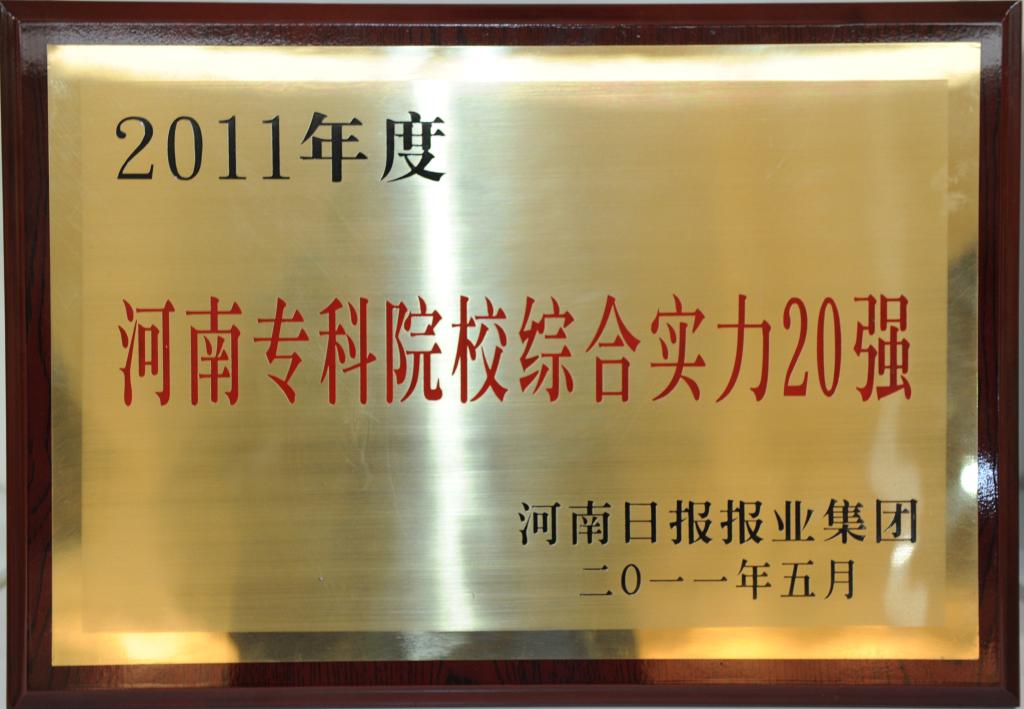 2011年度
河南专科院校综合实力20强
河南日报报业集团
二〇一一年五月